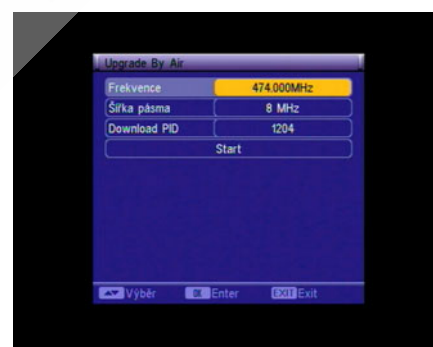 Upgrade By Air
Frekvence 474.000MHz
Šířka pásma 8 MHz
Download PID 1204
Start
Výběr OK Enter EXIT Exit